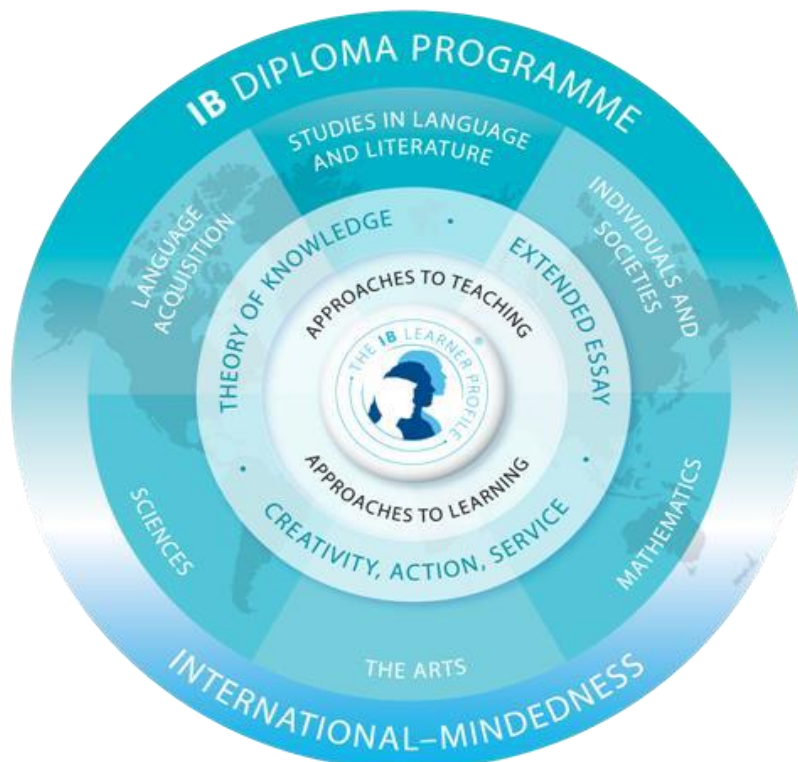 IB DIPLOMA PROGRAMME
STUDIES IN LANGUAGE
AND LITERATURE
LANGUAGE
ACQUISITION
INDIVIDUALS AND
SOCIETIES
THEORY OF KNOWLEDGE
EXTENDED ESSAY
APPROACHES TO TEACHING
• THE IB LEARNER PROFILE •
®
APPROACHES TO LEARNING
CREATIVITY, ACTION, SERVICE
SCIENCES
MATHEMATICS
THE ARTS
INTERNATIONAL–MINDEDNESS